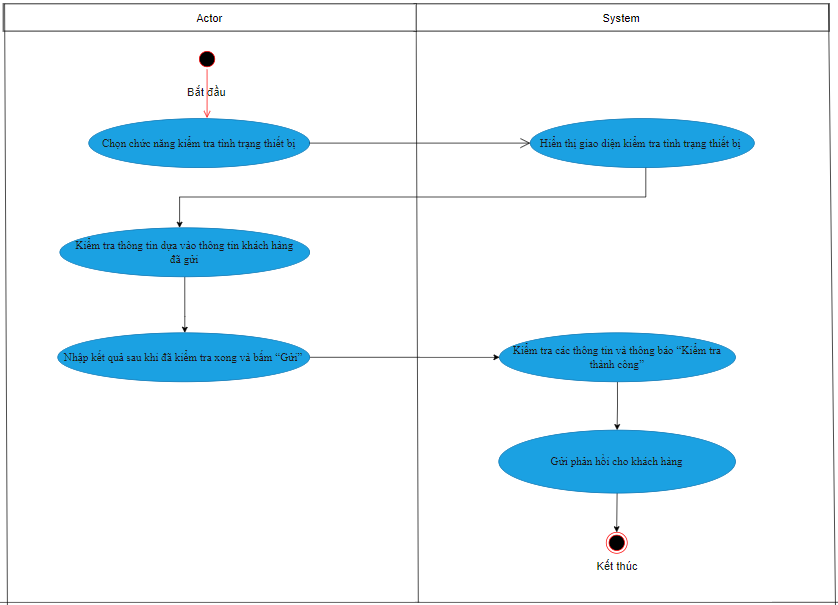 Actor
System
Bắt đầu
Chọn chức năng kiểm tra tình trạng thiết bị
Hiển thị giao diện kiểm tra tình trạng thiết bị
Kiểm tra thông tin dựa vào thông tin khách hàng
đã gửi
Nhập kết quả sau khi đã kiểm tra xong và bấm “Gửi”
Kiểm tra các thông tin và thông báo “Kiểm tra
thành công”
Gửi phản hồi cho khách hàng
Kết thúc